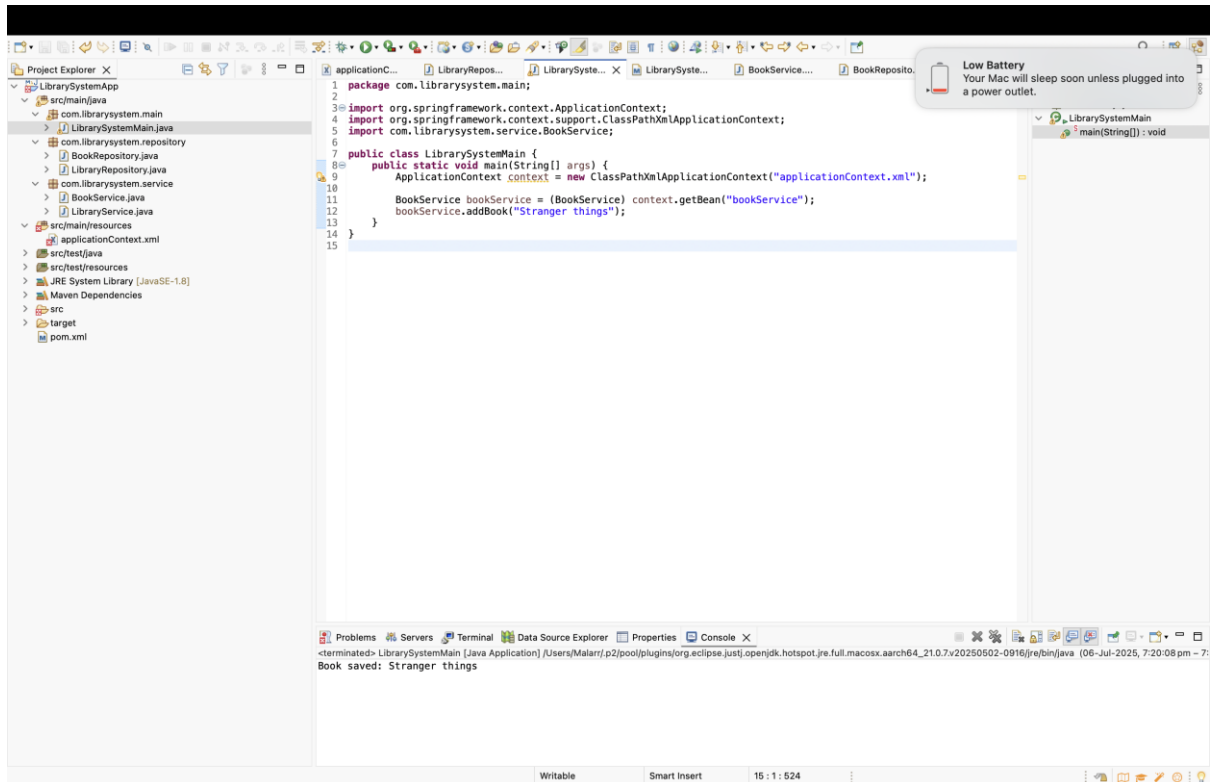 Low Battery
Your Mac will sleep soon unless plugged into
a power outlet.
Project Explorer
LibrarySystemApp
src/main/java
com.librarysystem.main
LibrarySystemMain.java
com.librarysystem.repository
BookRepository.java
LibraryRepository.java
com.librarysystem.service
BookService.java
LibraryService.java
src/main/resources
applicationContext.xml
src/test/java
src/test/resources
JRE System Library [JavaSE-1.8]
Maven Dependencies
src
target
pom.xml
applicationC... LibraryRepos... LibrarySyste... LibrarySyste... BookService.... BookReposito
1 package com.librarysystem.main;
2
3 import org.springframework.context.ApplicationContext;
4 import org.springframework.context.support.ClassPathXmlApplicationContext;
5 import com.librarysystem.service.BookService;
6
7 public class LibrarySystemMain {
8 public static void main(String[] args) {
9 ApplicationContext context = new ClassPathXmlApplicationContext("applicationContext.xml");
10
11 BookService bookService = (BookService) context.getBean("bookService");
12 bookService.addBook("Stranger things");
13 }
14 }
15
LibrarySystemMain
main(String[]) : void
Problems Servers Terminal Data Source Explorer Properties Console
<terminated> LibrarySystemMain [Java Application] /Users/Malarr/.p2/pool/plugins/org.eclipse.justj.openjdk.hotspot.jre.full.macosx.aarch64_21.0.7.v20250502-0916/jre/bin/java (06-Jul-2025, 7:20:08 pm – 7:
Book saved: Stranger things
Writable Smart Insert 15 : 1 : 524